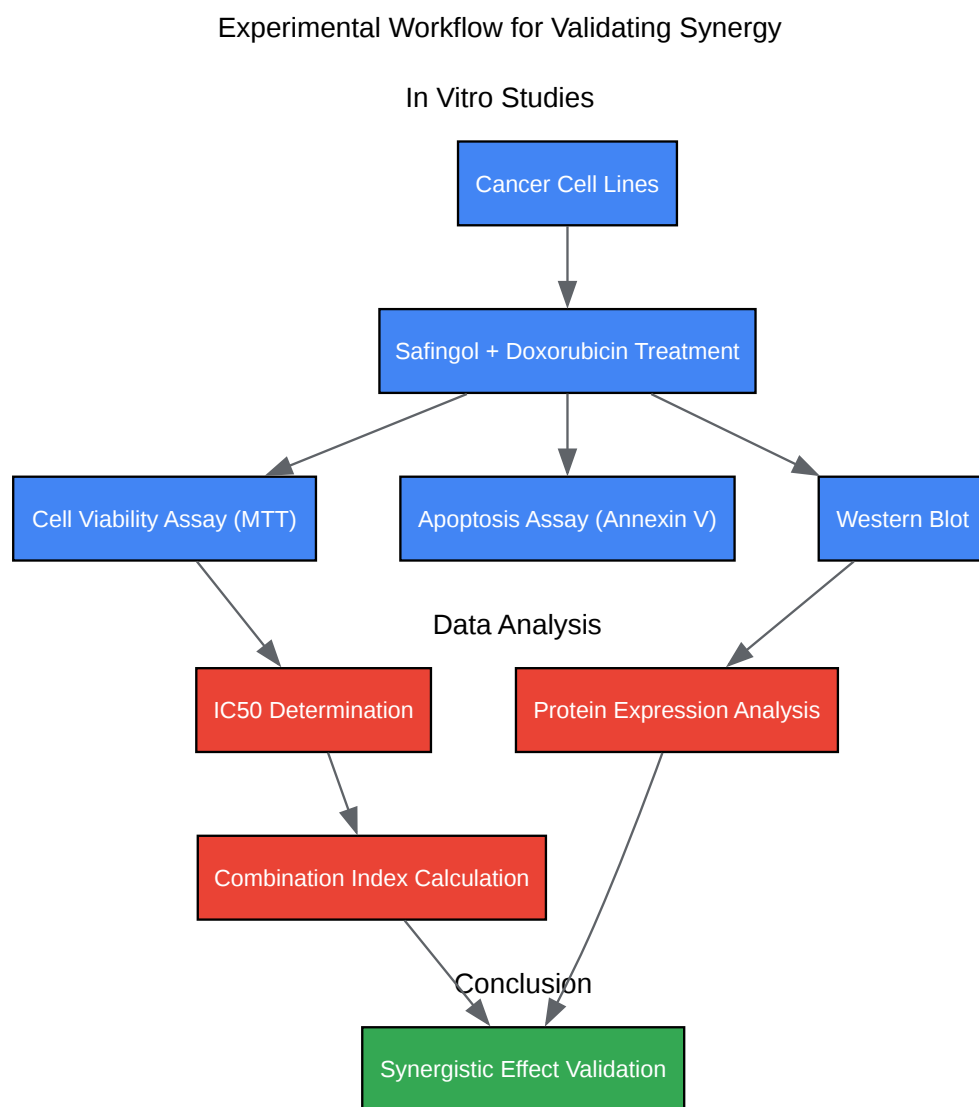 Experimental Workflow for Validating Synergy
In Vitro Studies
Cancer Cell Lines
Safingol + Doxorubicin Treatment
Cell Viability Assay (MTT)
Apoptosis Assay (Annexin V)
Western Blot
Data Analysis
IC50 Determination
Protein Expression Analysis
Combination Index Calculation
Conclusion
Synergistic Effect Validation